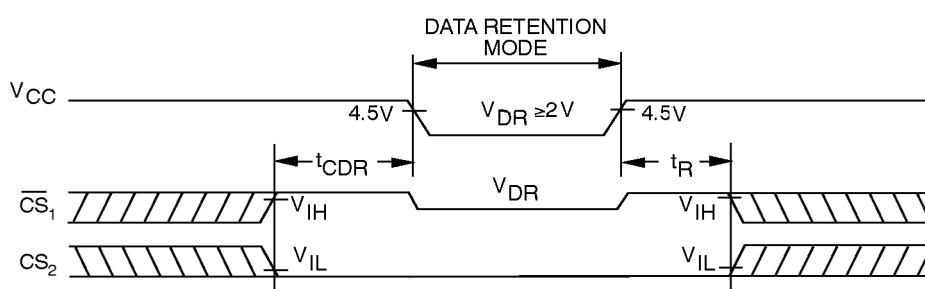 DATA RETENTION
MODE
VCC
4.5V
VDR ≥2 V
4.5V
tCDR
tR
CS1
VIH
VDR
VIH
CS2
VIL
VIL